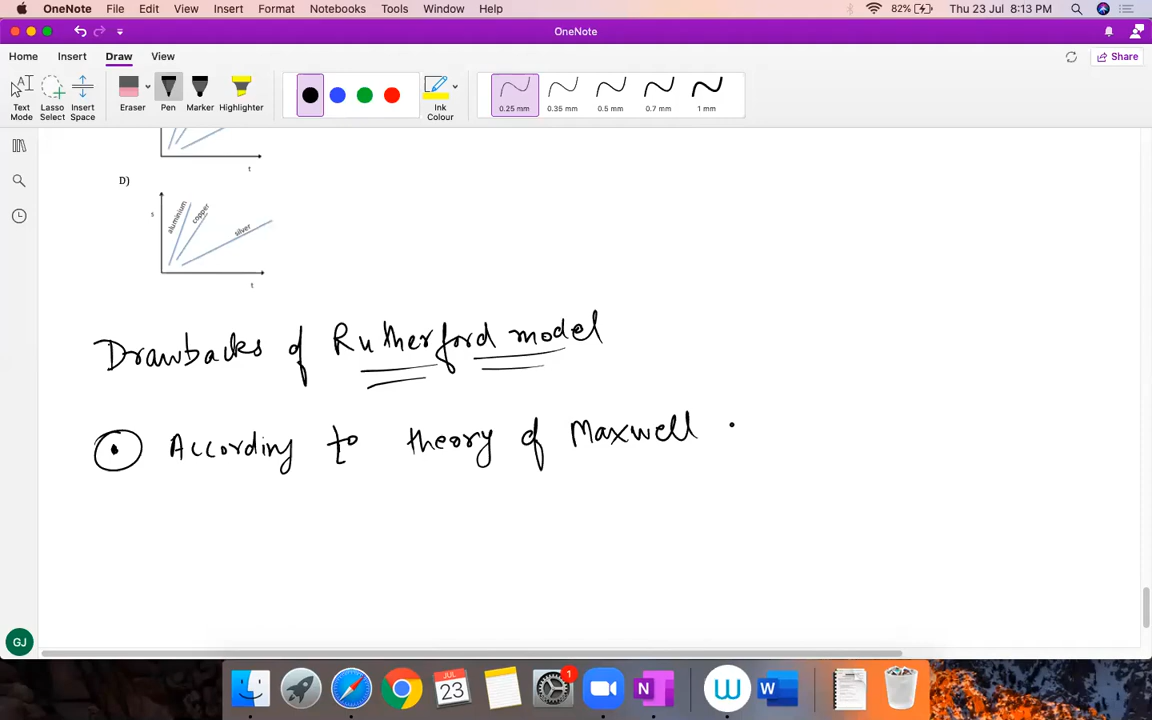 OneNote File Edit View Insert Format Notebooks Tools Window Help 82% Thu 23 Jul 8:13 PM
OneNote
Home Insert Draw View Share
Text Mode Lasso Select Insert Space Eraser Pen Marker Highlighter Ink Colour 0.25 mm 0.35 mm 0.5 mm 0.7 mm 1 mm
t
D)
s aluminium copper silver
t
Drawbacks of Rutherford model
According to theory of Maxwell
GJ
JUL 23 1 N W W